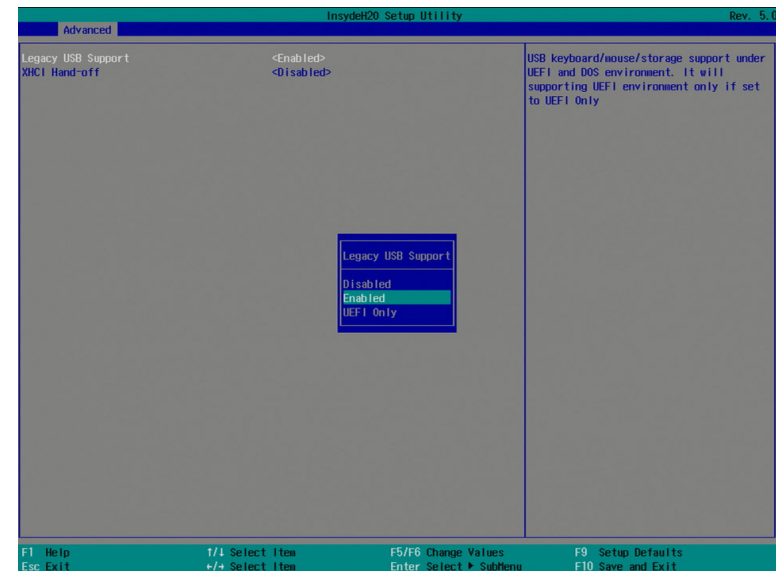 InsydeH20 Setup Utility Rev. 5.0
Advanced
Legacy USB Support <Enabled>
XHCI Hand-off <Disabled>
USB keyboard/mouse/storage support under
UEFI and DOS environment. It will
supporting UEFI environment only if set
to UEFI Only
Legacy USB Support
Disabled
Enabled
UEFI Only
F1 Help ↑/↓ Select Item F5/F6 Change Values F9 Setup Defaults
Esc Exit ←/→ Select Item Enter Select ▶ SubMenu F10 Save and Exit